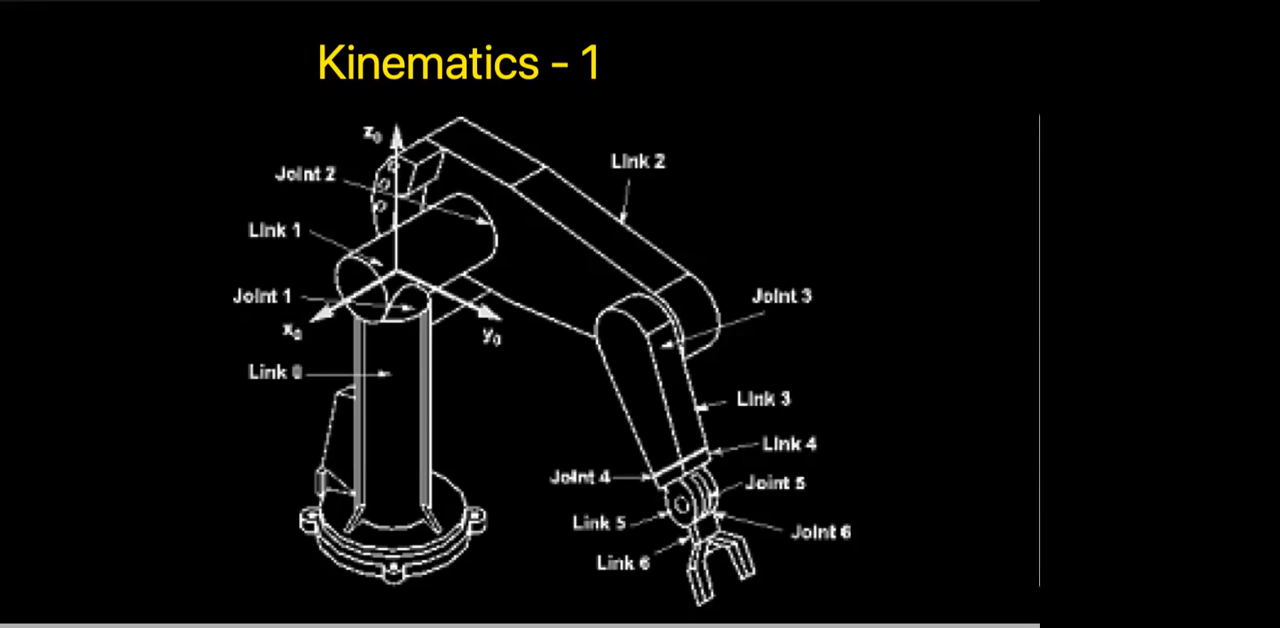 Kinematics - 1
z0
Joint 2
Link 2
Link 1
Joint 1
Joint 3
x0
y0
Link 0
Link 3
Link 4
Joint 4
Joint 5
Link 5
Joint 6
Link 6